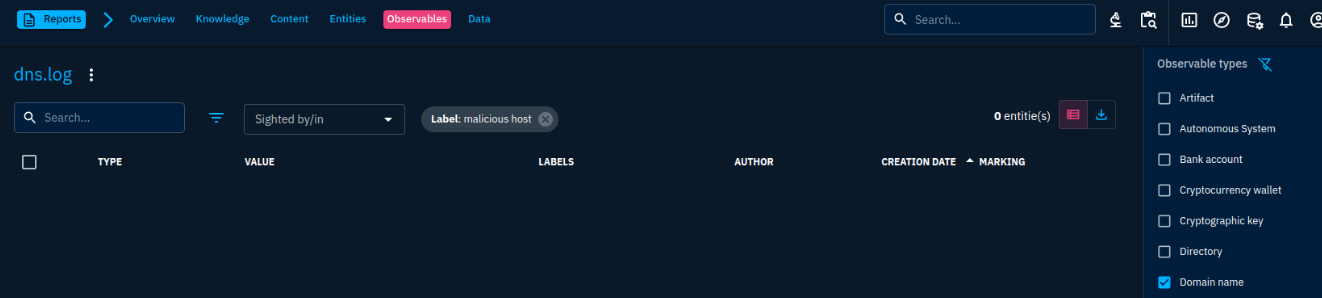 Reports Overview Knowledge Content Entities Observables Data Search...
Observable types
dns.log
Artifact
Search... Sighted by/in Label: malicious host 0 entitie(s)
Autonomous System
TYPE VALUE LABELS AUTHOR CREATION DATE MARKING
Bank account
Cryptocurrency wallet
Cryptographic key
Directory
Domain name